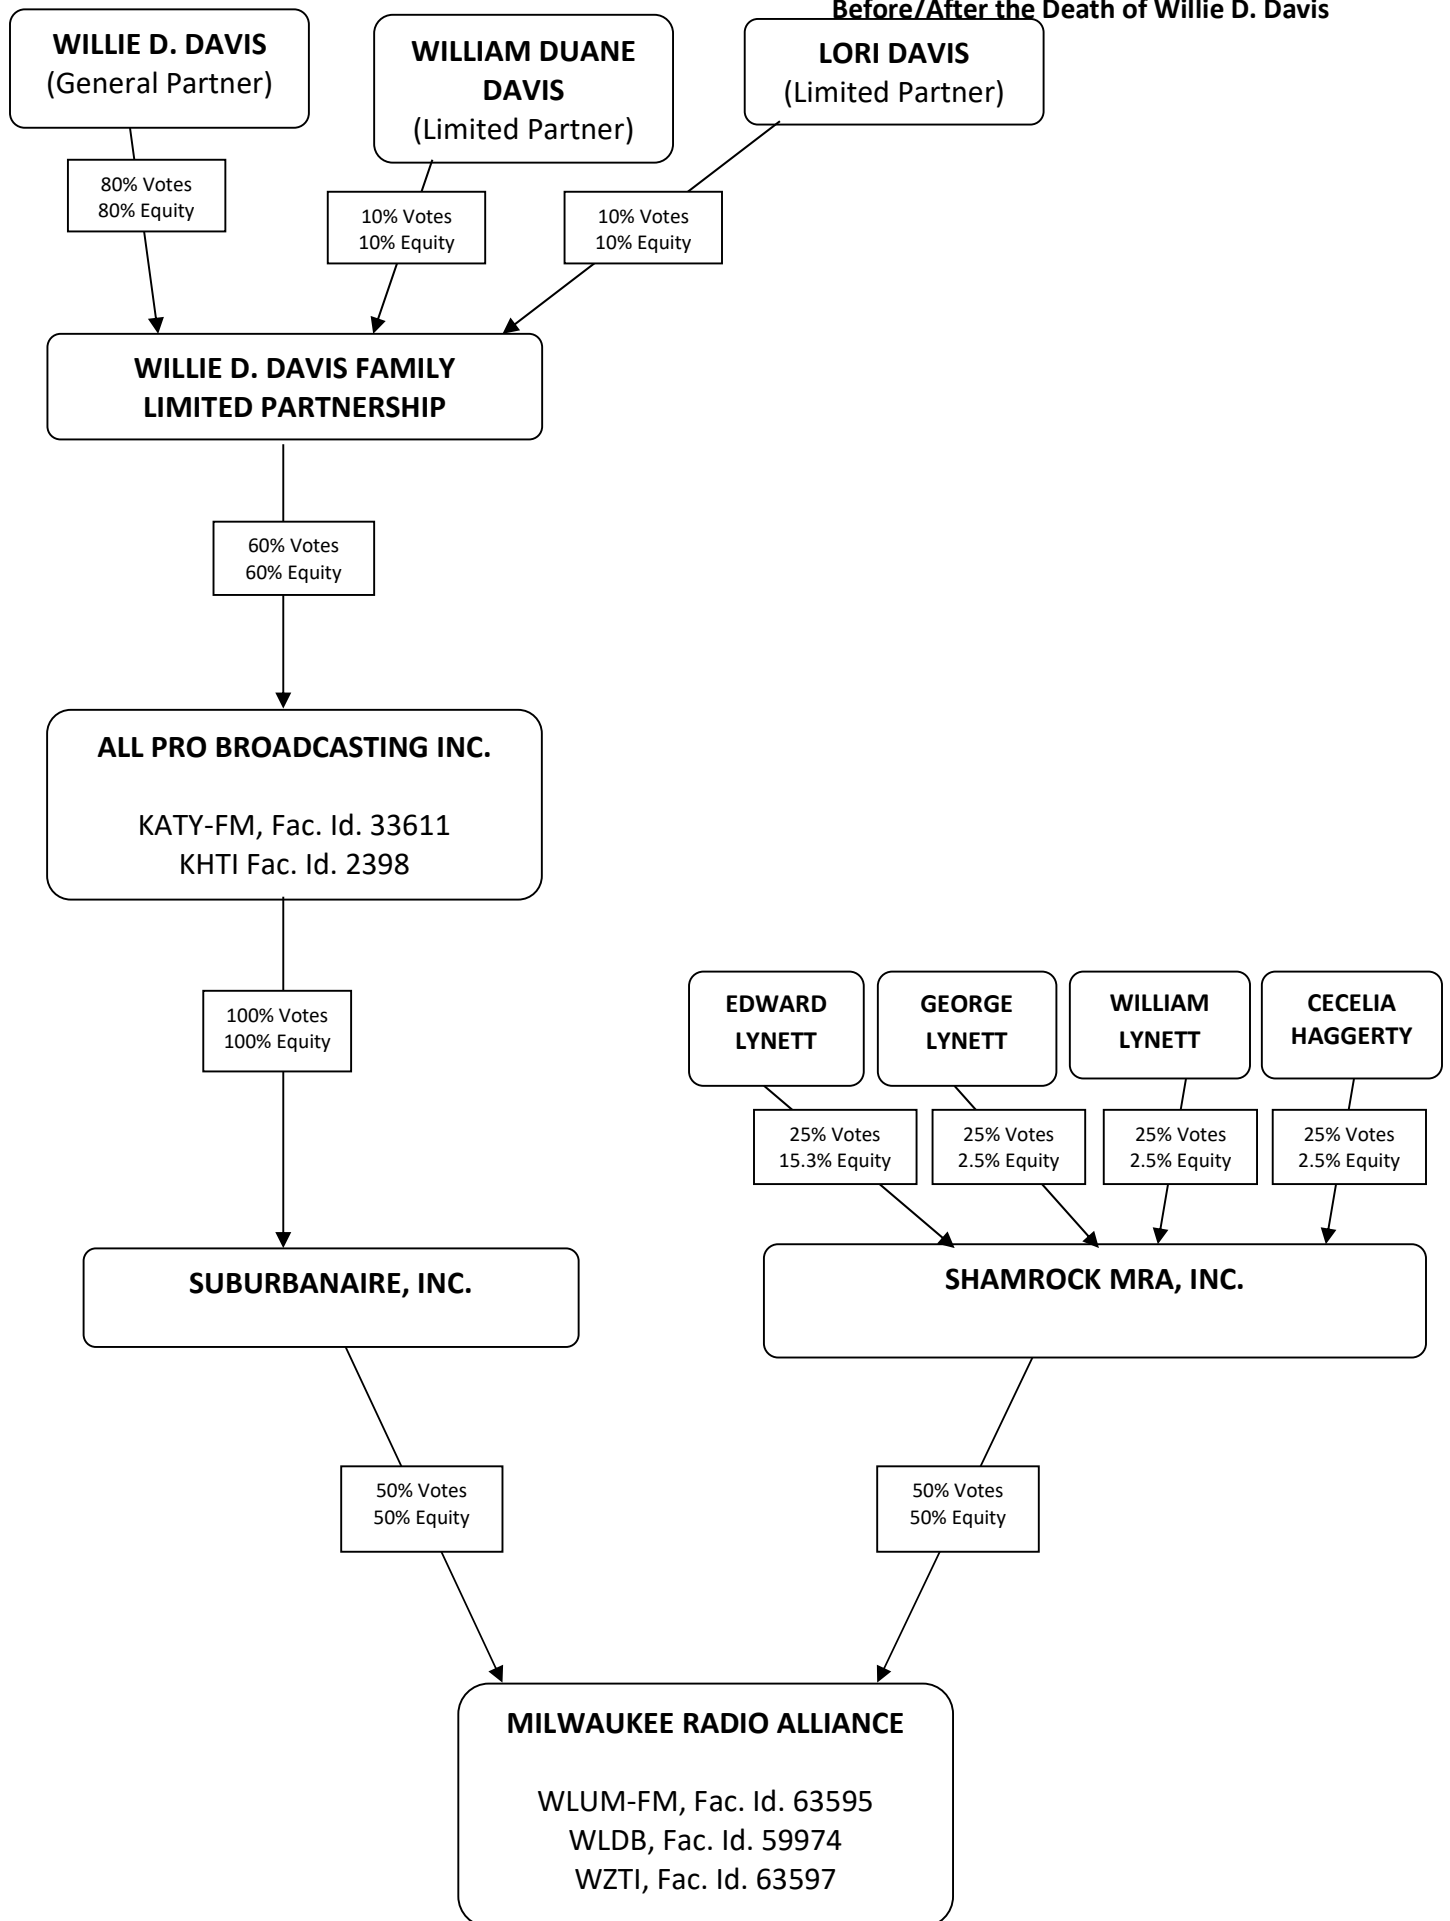 Before/After the Death of Willie D. Davis
WILLIE D. DAVIS
(General Partner)
WILLIAM DUANE
DAVIS
(Limited Partner)
LORI DAVIS
(Limited Partner)
80% Votes
80% Equity
10% Votes
10% Equity
10% Votes
10% Equity
WILLIE D. DAVIS FAMILY
LIMITED PARTNERSHIP
60% Votes
60% Equity
ALL PRO BROADCASTING INC.
KATY-FM, Fac. Id. 33611
KHTI Fac. Id. 2398
100% Votes
100% Equity
EDWARD
LYNETT
GEORGE
LYNETT
WILLIAM
LYNETT
CECELIA
HAGGERTY
25% Votes
15.3% Equity
25% Votes
2.5% Equity
25% Votes
2.5% Equity
25% Votes
2.5% Equity
SUBURBANAIRE, INC.
SHAMROCK MRA, INC.
50% Votes
50% Equity
50% Votes
50% Equity
MILWAUKEE RADIO ALLIANCE
WLUM-FM, Fac. Id. 63595
WLDB, Fac. Id. 59974
WZTI, Fac. Id. 63597